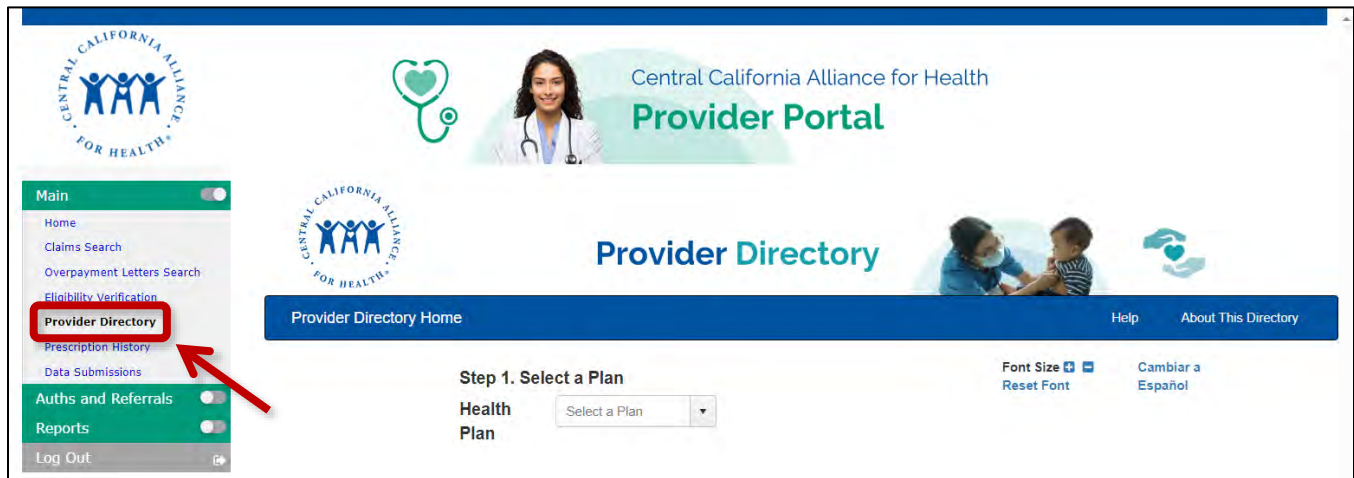 CENTRAL CALIFORNIA ALLIANCE
FOR HEALTH®
Central California Alliance for Health
Provider Portal
Main
Home
Claims Search
Overpayment Letters Search
Eligibility Verification
Provider Directory
Prescription History
Data Submissions
Auths and Referrals
Reports
Log Out
CENTRAL CALIFORNIA ALLIANCE
FOR HEALTH®
Provider Directory
Provider Directory Home
Help
About This Directory
Step 1. Select a Plan
Health
Plan
Select a Plan
Font Size
Reset Font
Cambiar a
Español